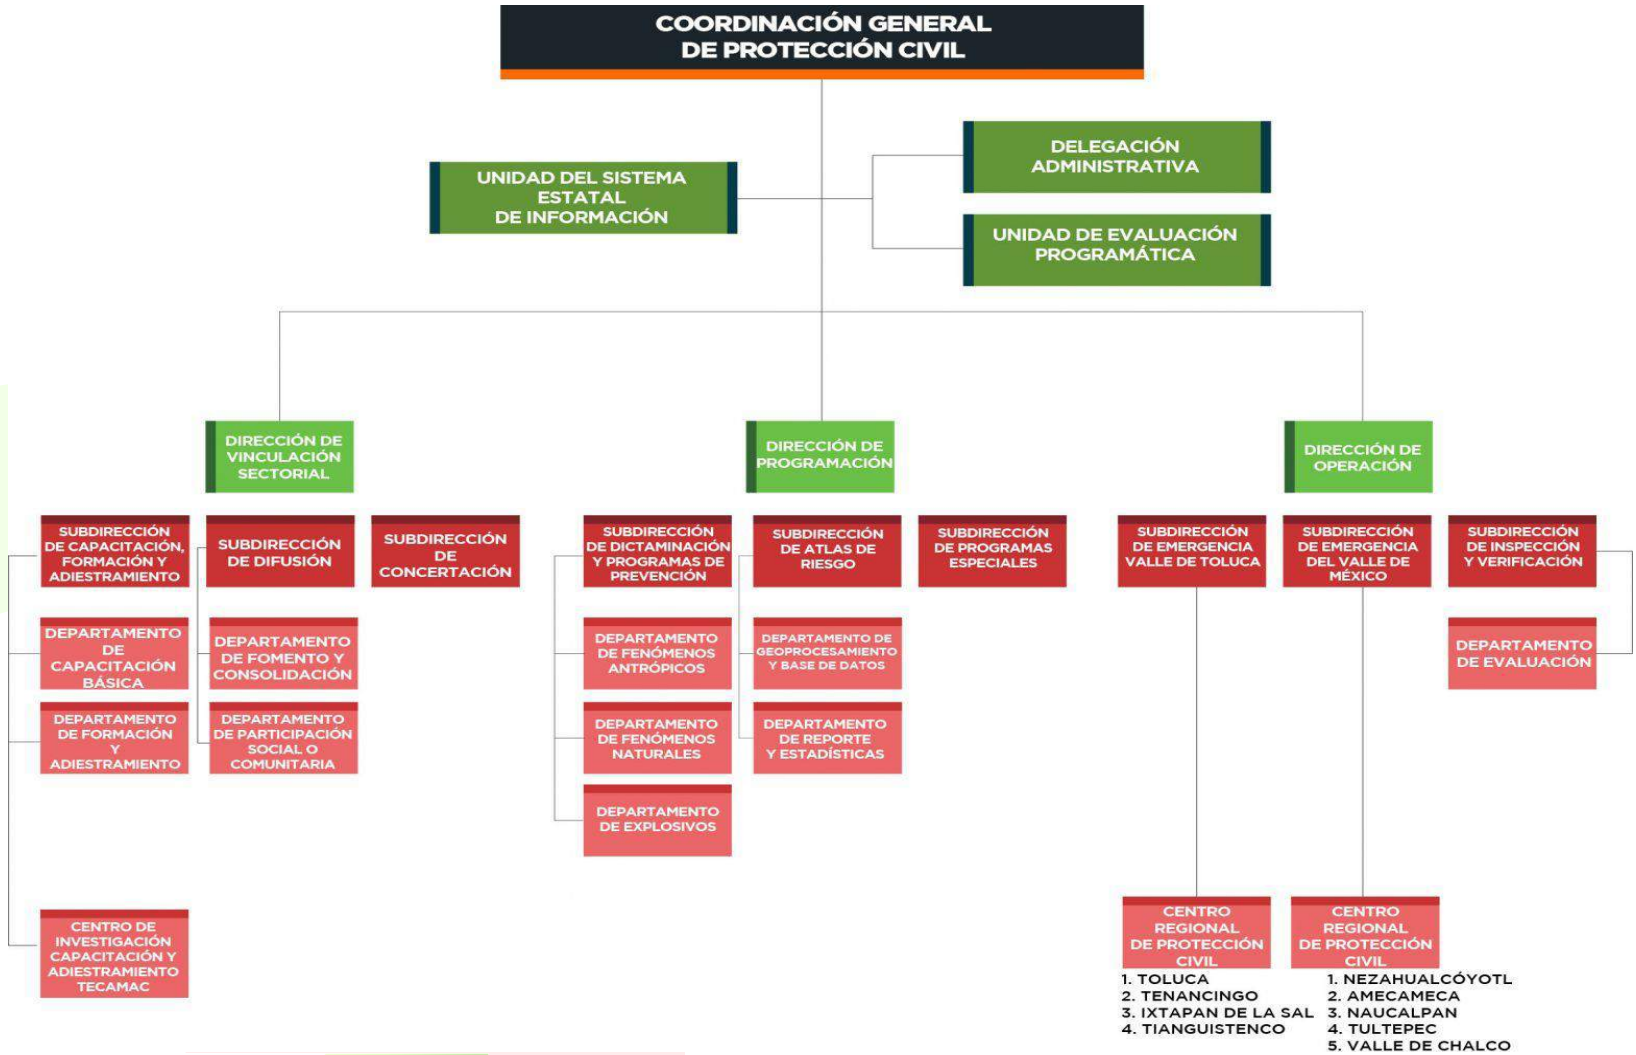 COORDINACIÓN GENERAL
DE PROTECCIÓN CIVIL
UNIDAD DEL SISTEMA
ESTATAL
DE INFORMACIÓN
DELEGACIÓN
ADMINISTRATIVA
UNIDAD DE EVALUACIÓN
PROGRAMÁTICA
DIRECCIÓN DE
VINCULACIÓN
SECTORIAL
DIRECCIÓN DE
PROGRAMACIÓN
DIRECCIÓN DE
OPERACIÓN
SUBDIRECCIÓN
DE CAPACITACIÓN,
FORMACIÓN Y
ADIESTRAMIENTO
SUBDIRECCIÓN
DE DIFUSIÓN
SUBDIRECCIÓN
DE
CONCERTACIÓN
SUBDIRECCIÓN
DE DICTAMINACIÓN
Y PROGRAMAS DE
PREVENCIÓN
SUBDIRECCIÓN
DE ATLAS DE
RIESGO
SUBDIRECCIÓN
DE PROGRAMAS
ESPECIALES
SUBDIRECCIÓN
DE EMERGENCIA
VALLE DE TOLUCA
SUBDIRECCIÓN
DE EMERGENCIA
DEL VALLE DE
MÉXICO
SUBDIRECCIÓN
DE INSPECCIÓN
Y VERIFICACIÓN
DEPARTAMENTO
DE
CAPACITACIÓN
BÁSICA
DEPARTAMENTO
DE FOMENTO Y
CONSOLIDACIÓN
DEPARTAMENTO
DE FENÓMENOS
ANTRÓPICOS
DEPARTAMENTO DE
GEOPROCESAMIENTO
Y BASE DE DATOS
DEPARTAMENTO
DE EVALUACIÓN
DEPARTAMENTO
DE FORMACIÓN
Y
ADIESTRAMIENTO
DEPARTAMENTO
DE PARTICIPACIÓN
SOCIAL O
COMUNITARIA
DEPARTAMENTO
DE FENÓMENOS
NATURALES
DEPARTAMENTO
DE REPORTE
Y ESTADÍSTICAS
DEPARTAMENTO
DE EXPLOSIVOS
CENTRO DE
INVESTIGACIÓN
CAPACITACIÓN Y
ADIESTRAMIENTO
TECAMAC
CENTRO
REGIONAL
DE PROTECCIÓN
CIVIL
1. TOLUCA
2. TENANCINGO
3. IXTAPAN DE LA SAL
4. TIANGUISTENCO
CENTRO
REGIONAL
DE PROTECCIÓN
CIVIL
1. NEZAHUALCÓYOTL
2. AMECAMECA
3. NAUCALPAN
4. TULTEPEC
5. VALLE DE CHALCO